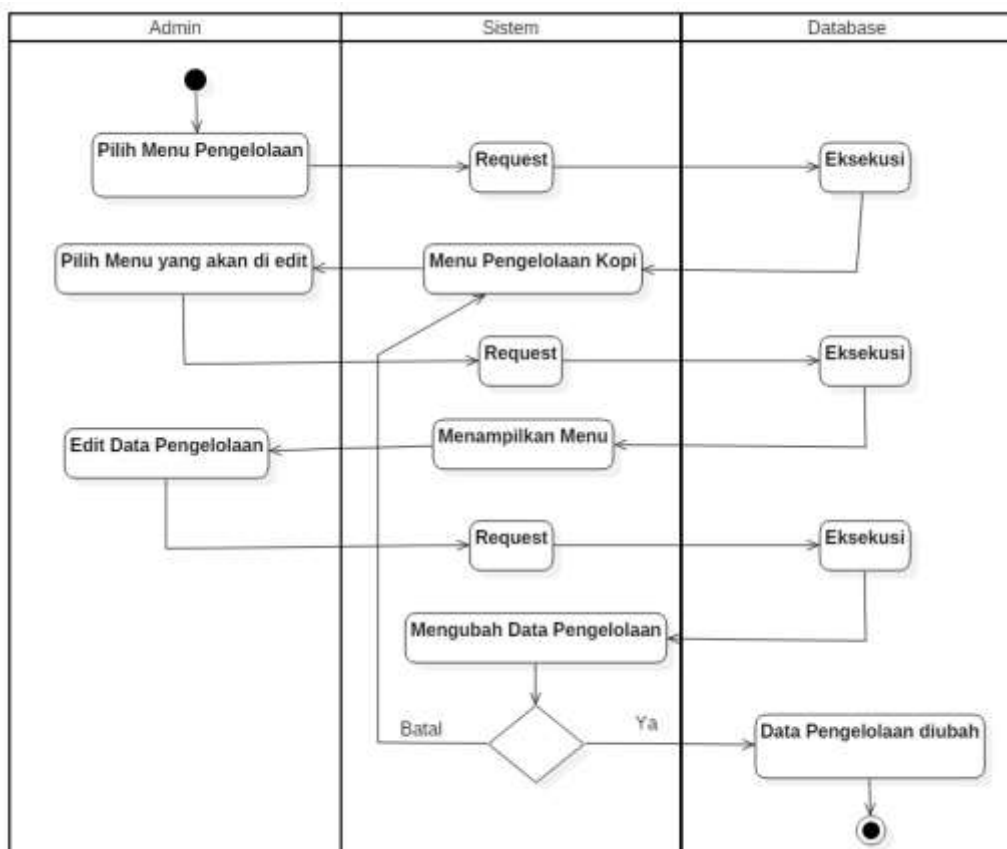 Admin
Sistem
Database
Pilih Menu Pengelolaan
Request
Eksekusi
Pilih Menu yang akan di edit
Menu Pengelolaan Kopi
Request
Eksekusi
Edit Data Pengelolaan
Menampilkan Menu
Request
Eksekusi
Mengubah Data Pengelolaan
Batal
Ya
Data Pengelolaan diubah